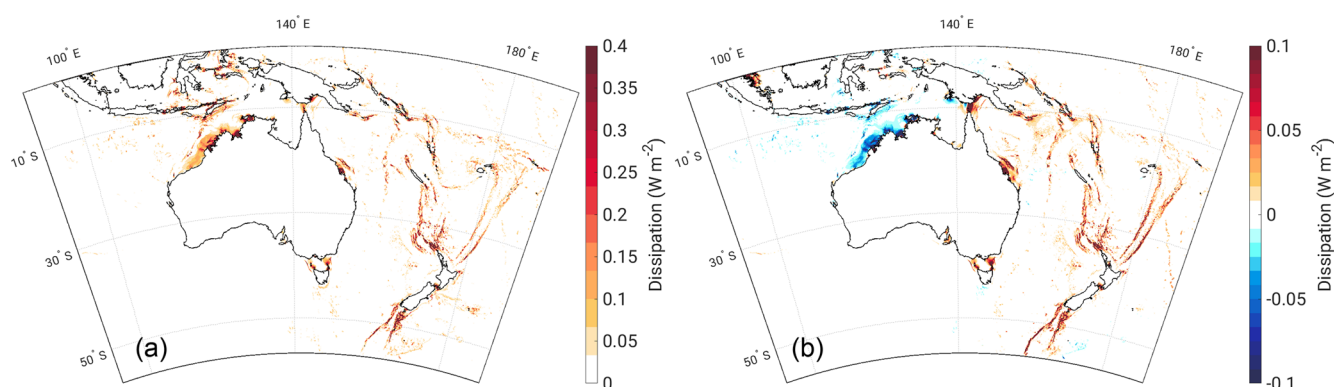 140° E
100° E
180° E
10° S
30° S
50° S
(a)
0.4
0.35
0.3
0.25
0.2
0.15
0.1
0.05
0
Dissipation (W m-2)
140° E
100° E
180° E
10° S
30° S
50° S
(b)
0.1
0.05
0
-0.05
-0.1
Dissipation (W m-2)